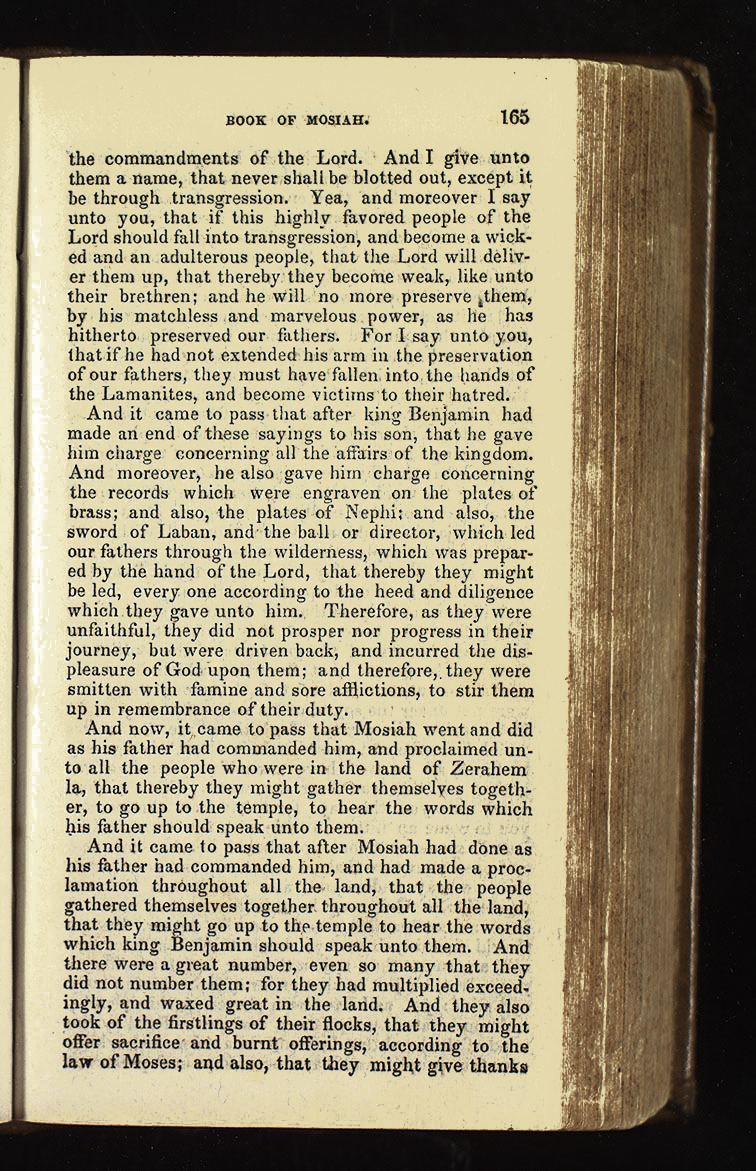 BOOK OF MOSIAH. 165
the commandments of the Lord. And I give unto
them a name, that never shall be blotted out, except it
be through transgression. Yea, and moreover I say
unto you, that if this highly favored people of the
Lord should fall into transgression, and become a wick-
ed and an adulterous people, that the Lord will deliv-
er them up, that thereby they become weak, like unto
their brethren; and he will no more preserve them,
by his matchless and marvelous power, as he has
hitherto preserved our fathers. For I say unto you,
that if he had not extended his arm in the preservation
of our fathers, they must have fallen into the hands of
the Lamanites, and become victims to their hatred.
And it came to pass that after king Benjamin had
made an end of these sayings to his son, that he gave
him charge concerning all the affairs of the kingdom.
And moreover, he also gave him charge concerning
the records which were engraven on the plates of
brass; and also, the plates of Nephi; and also, the
sword of Laban, and the ball or director, which led
our fathers through the wilderness, which was prepar-
ed by the hand of the Lord, that thereby they might
be led, every one according to the heed and diligence
which they gave unto him. Therefore, as they were
unfaithful, they did not prosper nor progress in their
journey, but were driven back, and incurred the dis-
pleasure of God upon them; and therefore, they were
smitten with famine and sore afflictions, to stir them
up in remembrance of their duty.
And now, it came to pass that Mosiah went and did
as his father had commanded him, and proclaimed un-
to all the people who were in the land of Zerahem
la, that thereby they might gather themselves togeth-
er, to go up to the temple, to hear the words which
his father should speak unto them.
And it came to pass that after Mosiah had done as
his father had commanded him, and had made a proc-
lamation throughout all the land, that the people
gathered themselves together throughout all the land,
that they might go up to the temple to hear the words
which king Benjamin should speak unto them. And
there were a great number, even so many that they
did not number them; for they had multiplied exceed-
ingly, and waxed great in the land. And they also
took of the firstlings of their flocks, that they might
offer sacrifice and burnt offerings, according to the
law of Moses; and also, that they might give thanks